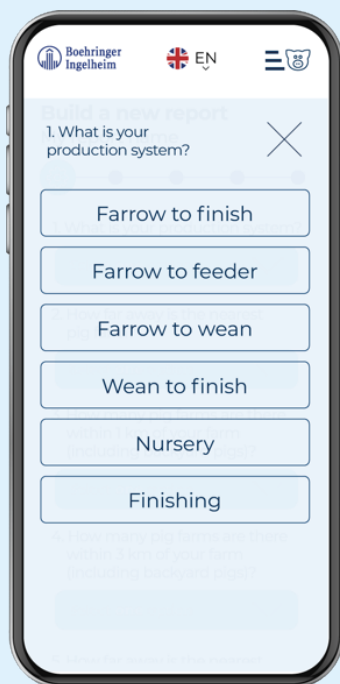 Boehringer
Ingelheim
EN
Build a new report
1. What is your
production system?
Farrow to finish
Farrow to feeder
Farrow to wean
Wean to finish
Nursery
Finishing
4. How many pig farms are there
within 3 km of your farm
(including backyard pigs)?